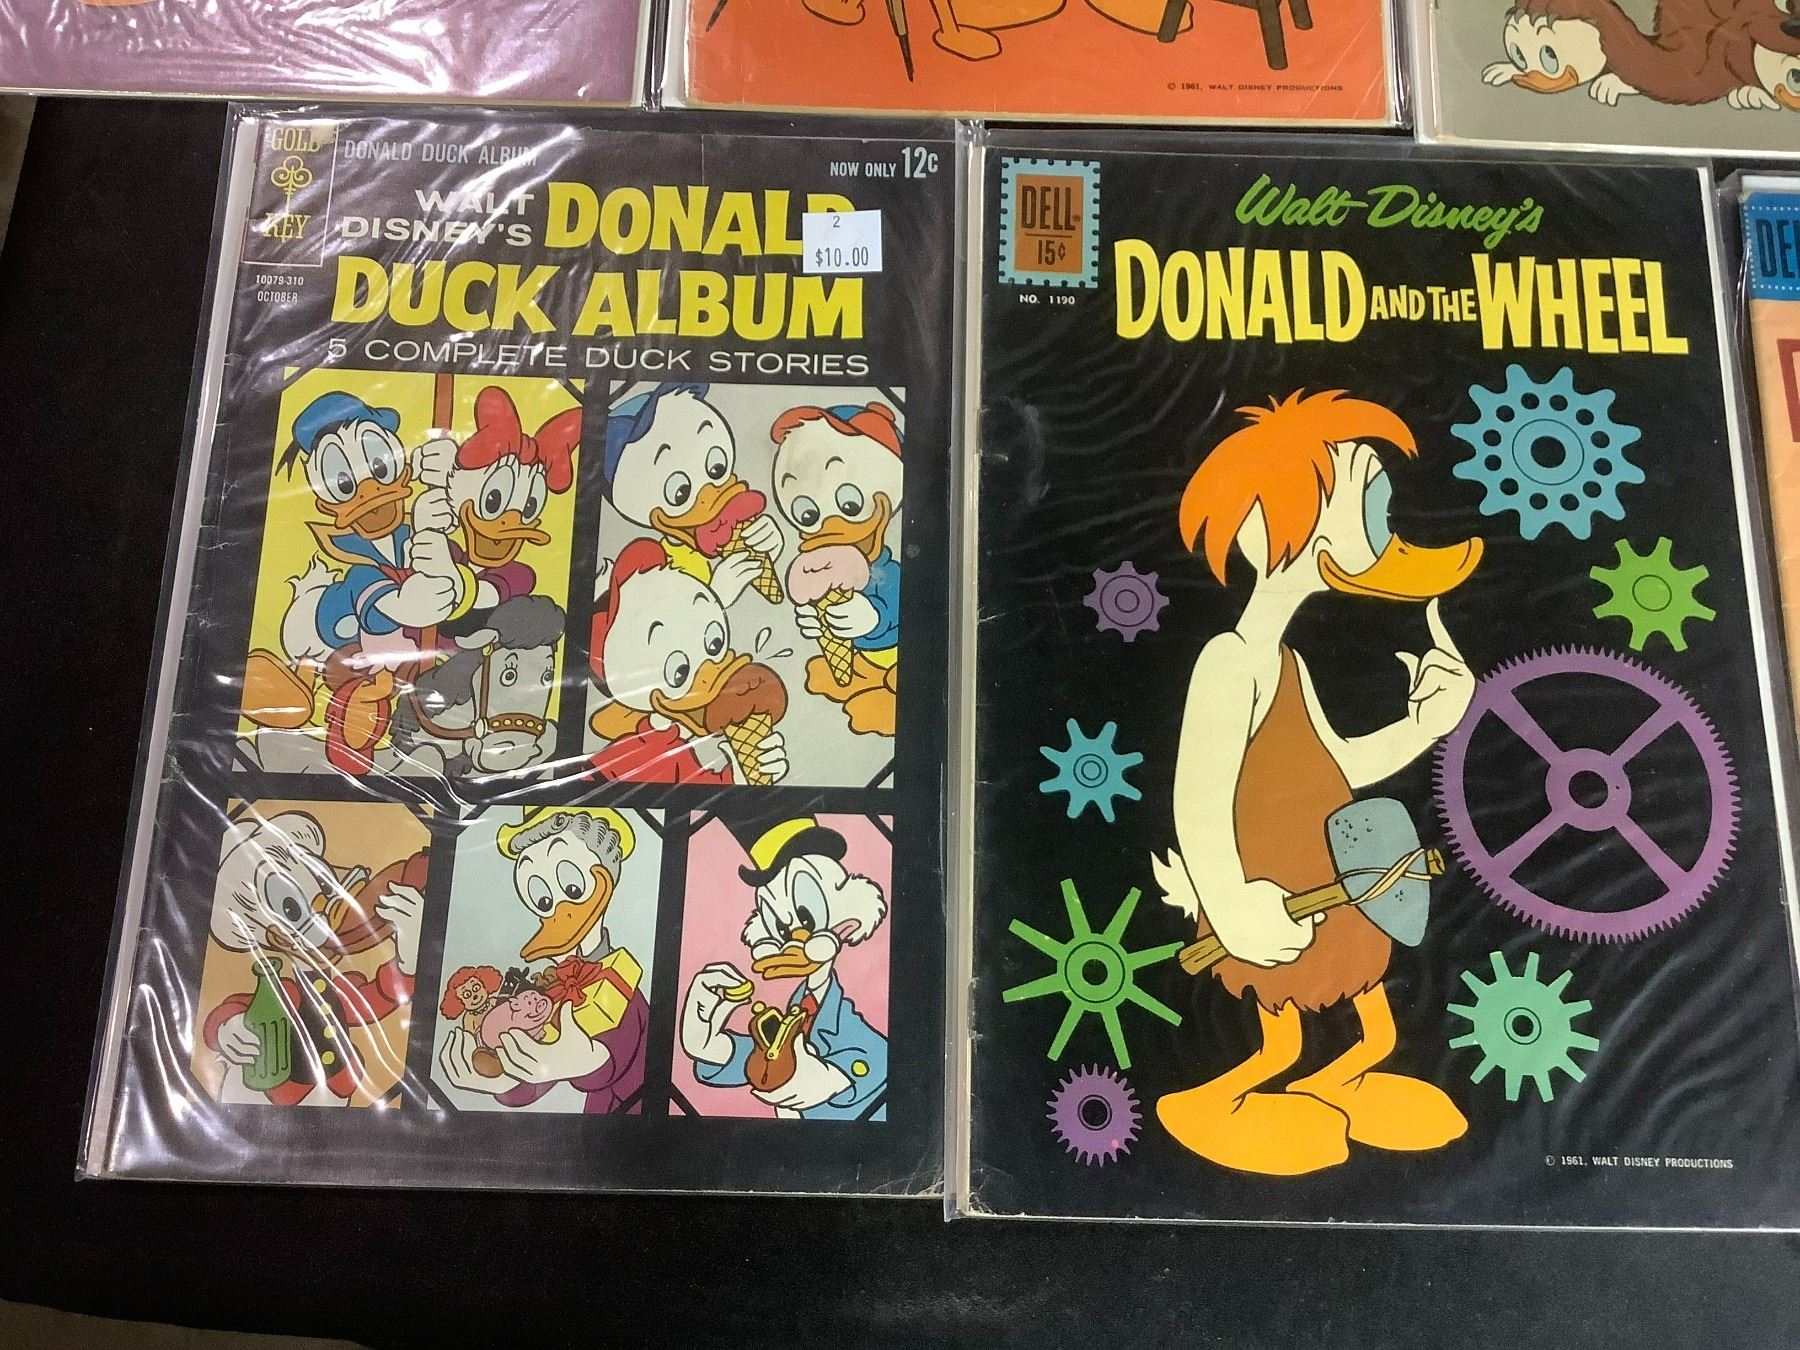 © 1961, WALT DISNEY PRODUCTIONS
GOLD
KEY
DONALD DUCK ALBUM
NOW ONLY 12¢
WALT
DISNEY'S
DONALD
DUCK ALBUM
2
$10.00
10079-310
OCTOBER
5 COMPLETE DUCK STORIES
DELL
15¢
NO. 1190
Walt Disney's
DONALD AND THE WHEEL
© 1961, WALT DISNEY PRODUCTIONS